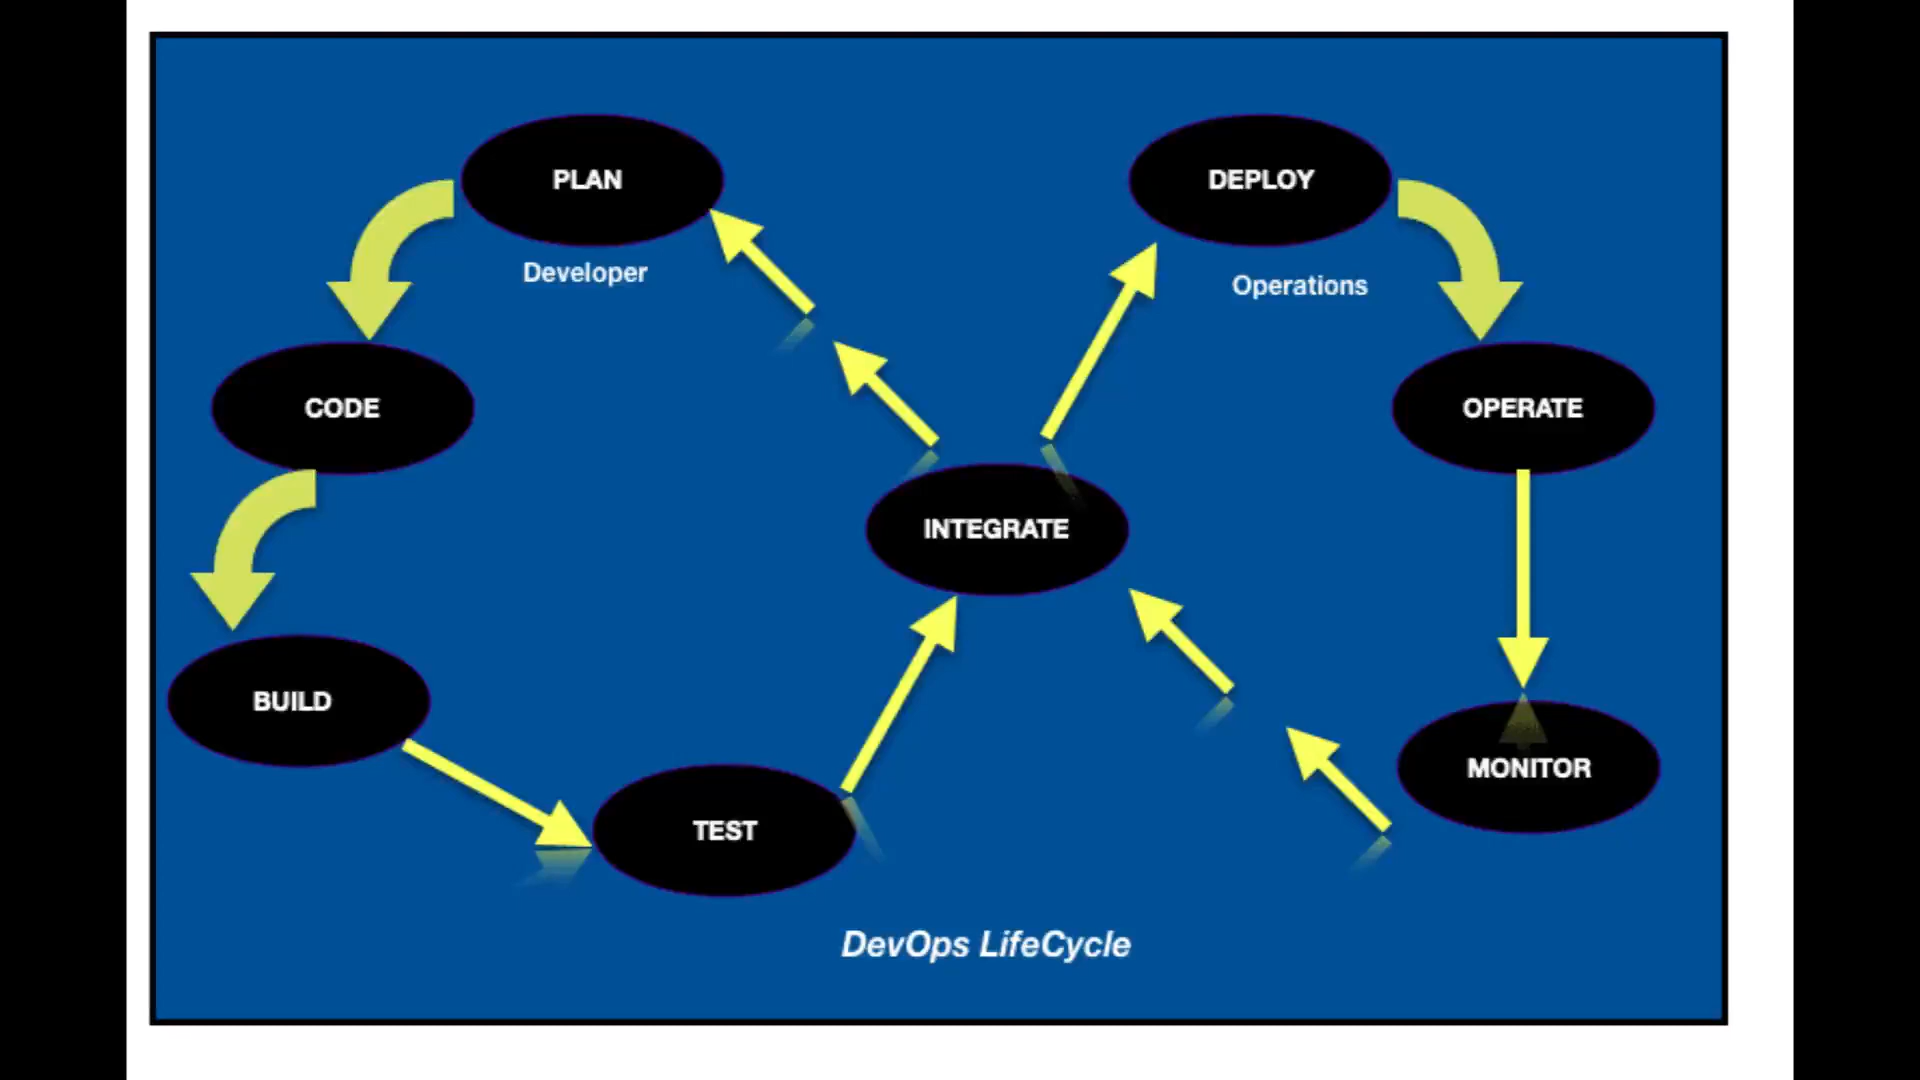 PLAN
DEPLOY
Developer
Operations
CODE
OPERATE
INTEGRATE
BUILD
MONITOR
TEST
DevOps LifeCycle